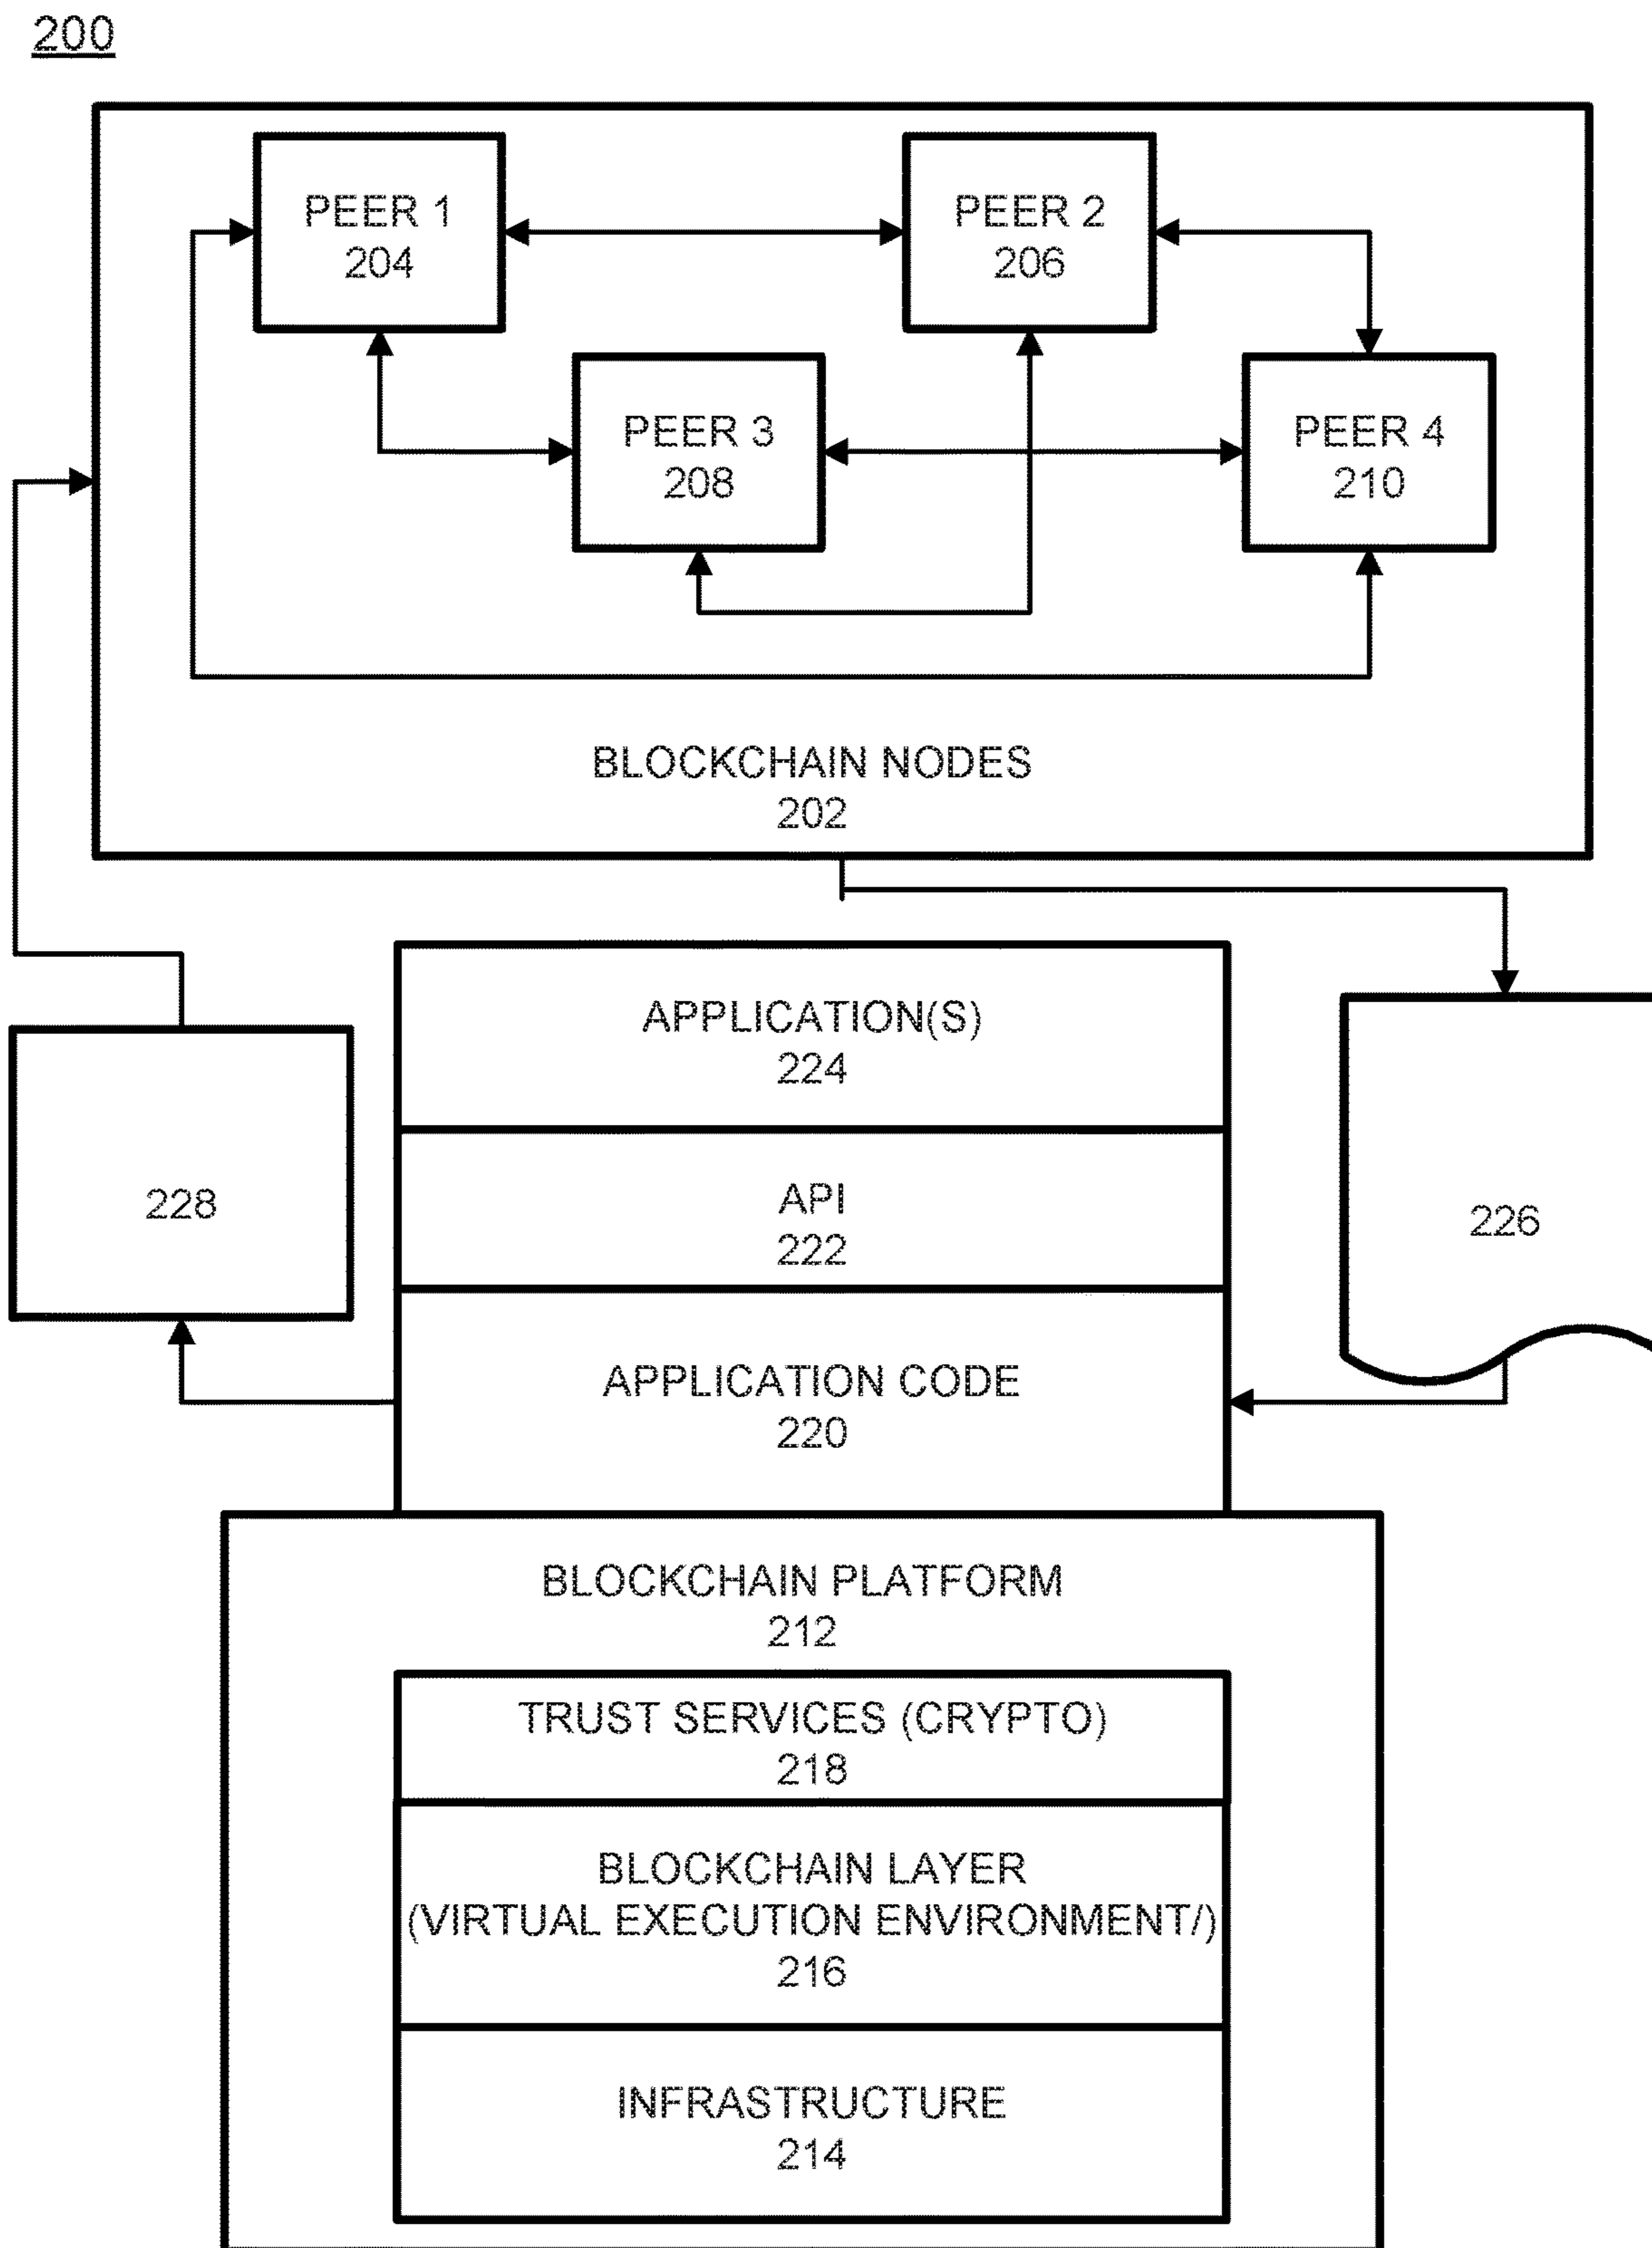 200
PEER 1
204
PEER 2
206
PEER 3
208
PEER 4
210
BLOCKCHAIN NODES
202
APPLICATION(S)
224
API
222
228
226
APPLICATION CODE
220
BLOCKCHAIN PLATFORM
212
TRUST SERVICES (CRYPTO)
218
BLOCKCHAIN LAYER
(VIRTUAL EXECUTION ENVIRONMENT/)
216
INFRASTRUCTURE
214